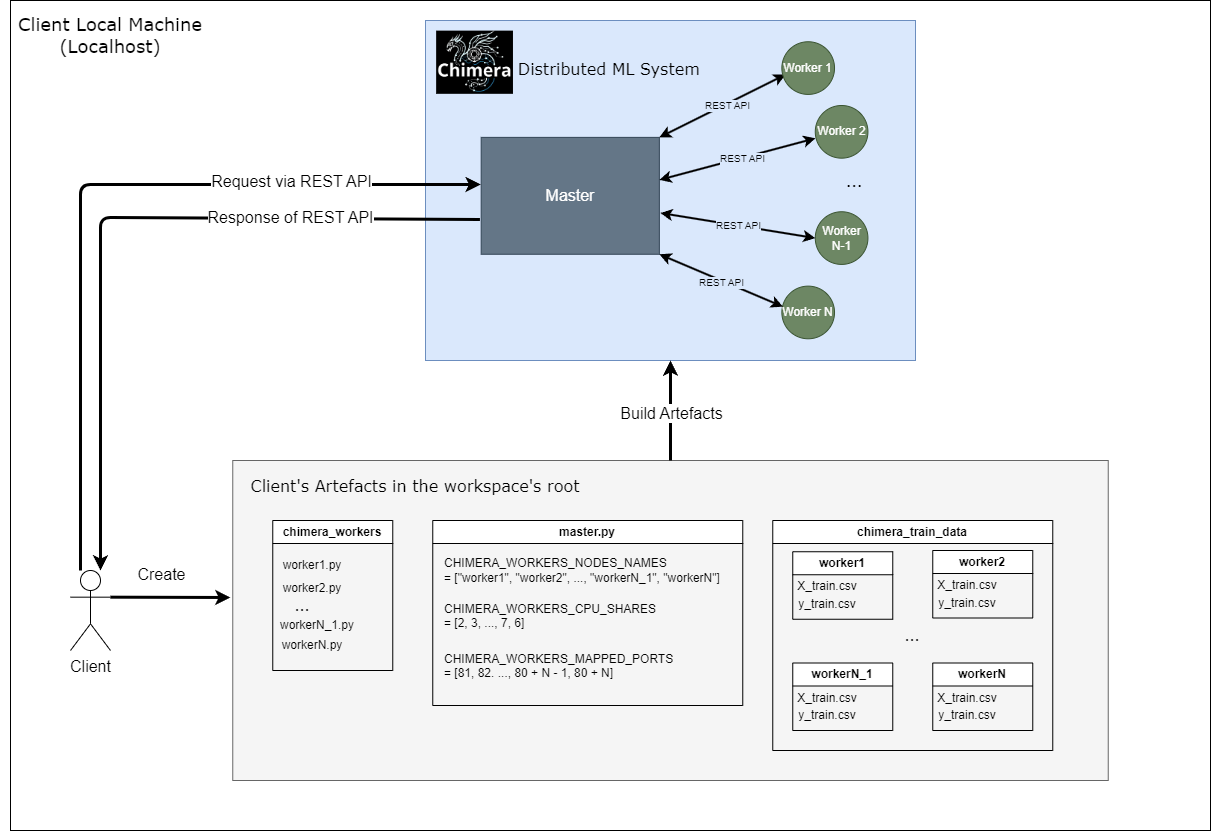 Client Local Machine
(Localhost)
Chimera
Distributed ML System
Worker 1
REST API
Worker 2
REST API
...
Master
Request via REST API
Response of REST API
Worker
N-1
REST API
Worker N
REST API
Build Artefacts
Client's Artefacts in the workspace's root
chimera_workers
worker1.py
worker2.py
...
workerN_1.py
workerN.py
master.py
CHIMERA_WORKERS_NODES_NAMES
= ["worker1", "worker2", ..., "workerN_1", "workerN"]
CHIMERA_WORKERS_CPU_SHARES
= [2, 3, ..., 7, 6]
CHIMERA_WORKERS_MAPPED_PORTS
= [81, 82. ..., 80 + N - 1, 80 + N]
chimera_train_data
worker1
X_train.csv
y_train.csv
worker2
X_train.csv
y_train.csv
...
workerN_1
X_train.csv
y_train.csv
workerN
X_train.csv
y_train.csv
Create
Client